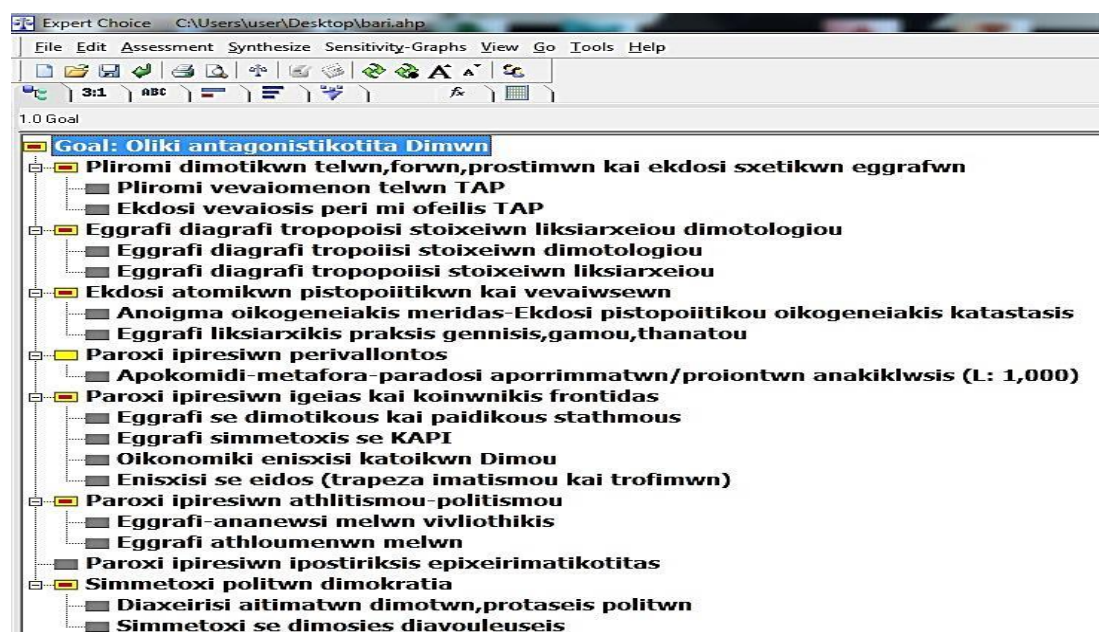 Expert Choice C:\Users\user\Desktop\bari.ahp
File Edit Assessment Synthesize Sensitivity-Graphs View Go Tools Help
3:1 ABC fx
1.0 Goal
Goal: Oliki antagonistikotita Dimwn
Pliromi dimotikwn telwn,forwn,prostimwn kai ekdosi sxetikwn eggrafwn
Pliromi vevaiomenon telwn TAP
Ekdosi vevaiosis peri mi ofeilis TAP
Eggrafi diagrafi tropopoisi stoixeiwn liksiarxeiou dimotologiou
Eggrafi diagrafi tropoiisi stoixeiwn dimotologiou
Eggrafi diagrafi tropopoiisi stoixeiwn liksiarxeiou
Ekdosi atomikwn pistopoiitikwn kai vevaiwsewn
Anoigma oikogeneiakis meridas-Ekdosi pistopoiitikou oikogeneiakis katastasis
Eggrafi liksiarxikis praksis gennisis,gamou,thanatou
Paroxi ipiresiwn perivallontos
Apokomidi-metafora-paradosi aporrimmatwn/proiontwn anakiklwsis (L: 1,000)
Paroxi ipiresiwn igeias kai koinwnikis frontidas
Eggrafi se dimotikous kai paidikous stathmous
Eggrafi simmetoxis se KAPI
Oikonomiki enisxisi katoikwn Dimou
Enisxisi se eidos (trapeza imatismou kai trofimwn)
Paroxi ipiresiwn athlitismou-politismou
Eggrafi-ananewsi melwn vivliothikis
Eggrafi athloumenwn melwn
Paroxi ipiresiwn ipostiriksis epixeirimatikotitas
Simmetoxi politwn dimokratia
Diaxeirisi aitimatwn dimotwn,protaseis politwn
Simmetoxi se dimosies diavouleuseis